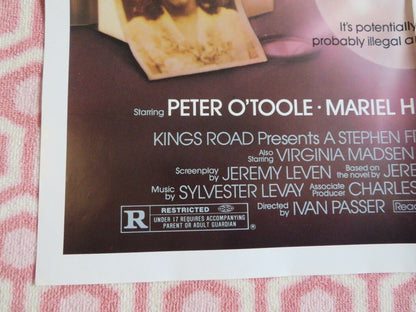 It's potentially
probably illegal a
Starring PETER O'TOOLE · MARIEL H
KINGS ROAD Presents A STEPHEN F
Also Starring VIRGINIA MADSEN
Screenplay by JEREMY LEVEN Based on the novel by JERE
Music by SYLVESTER LEVAY Associate Producer CHARLES
Directed by IVAN PASSER Read
R RESTRICTED
UNDER 17 REQUIRES ACCOMPANYING
PARENT OR ADULT GUARDIAN ®